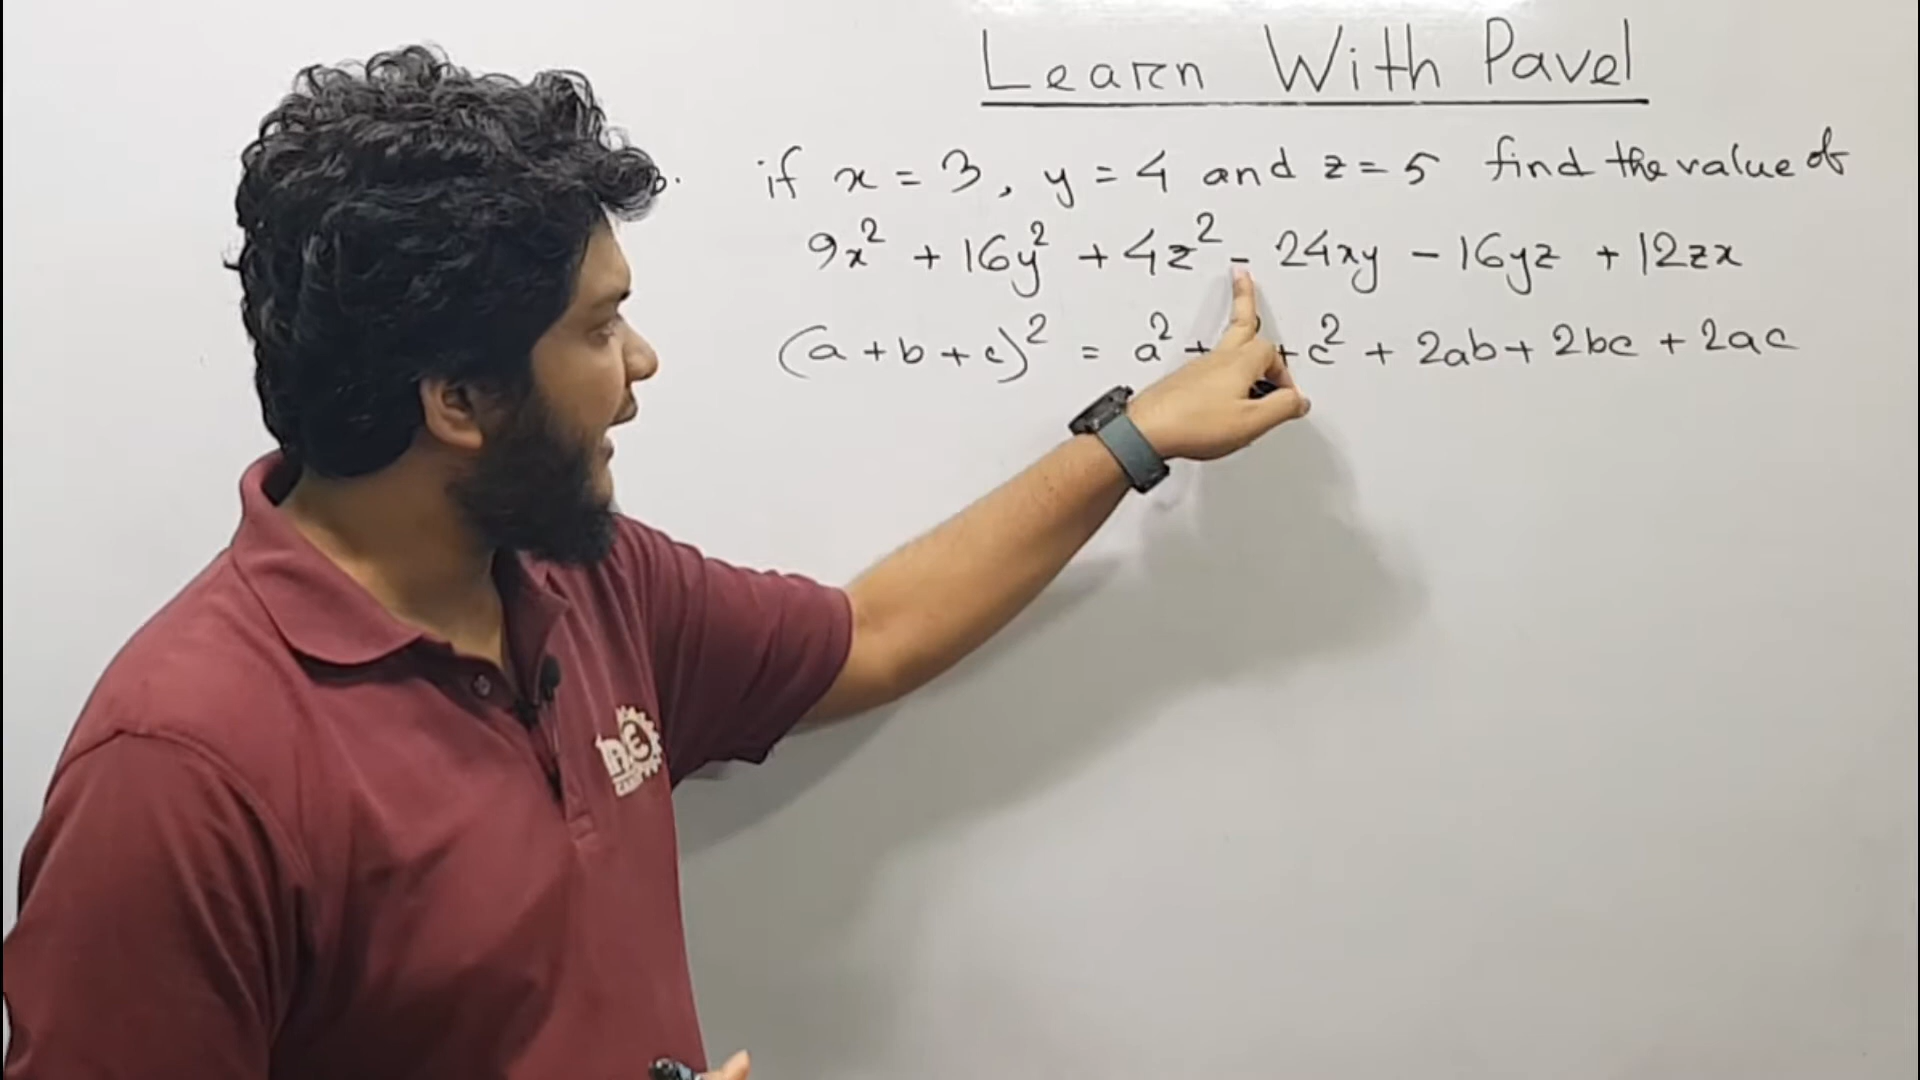 Learn With Pavel
3. if x = 3, y = 4 and z = 5 find the value of
9x² + 16y² + 4z² - 24xy - 16yz + 12zx
(a + b + c)² = a² + + c² + 2ab + 2bc + 2ac